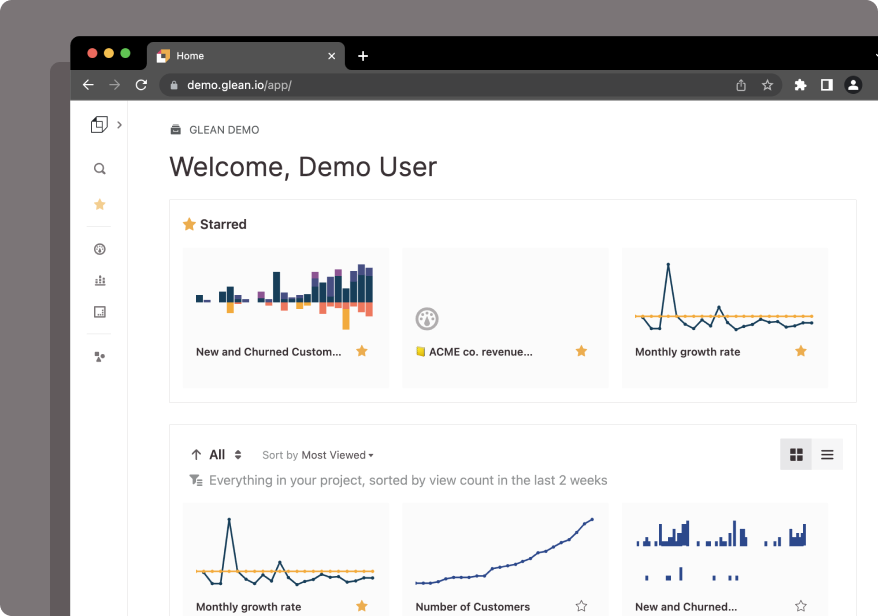 Home
demo.glean.io/app/
GLEAN DEMO
Welcome, Demo User
Starred
New and Churned Custom...
ACME co. revenue...
Monthly growth rate
All
Sort by Most Viewed
Everything in your project, sorted by view count in the last 2 weeks
Monthly growth rate
Number of Customers
New and Churned...